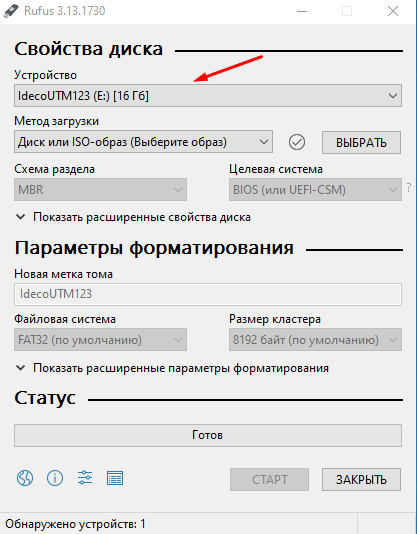 Rufus 3.13.1730
Свойства диска
Устройство
IdecoUTM123 (E:) [16 Гб]
Метод загрузки
Диск или ISO-образ (Выберите образ)
ВЫБРАТЬ
Схема раздела
Целевая система
MBR
BIOS (или UEFI-CSM)
?
Показать расширенные свойства диска
Параметры форматирования
Новая метка тома
IdecoUTM123
Файловая система
Размер кластера
FAT32 (по умолчанию)
8192 байт (по умолчанию)
Показать расширенные параметры форматирования
Статус
Готов
СТАРТ
ЗАКРЫТЬ
Обнаружено устройств: 1